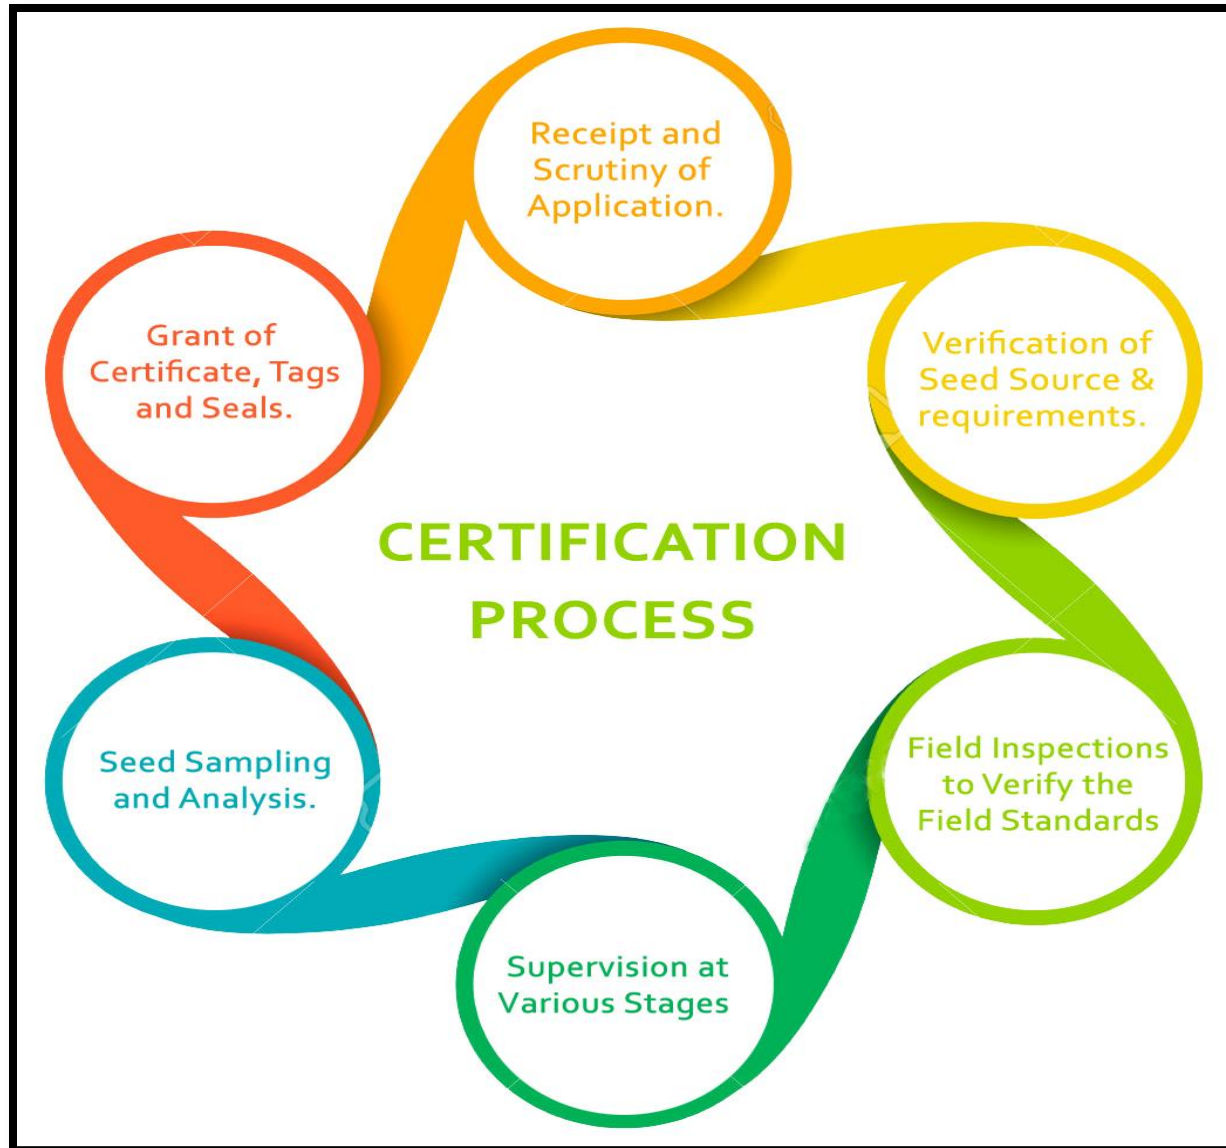 Receipt and
Scrutiny of
Application.
Verification of
Seed Source &
requirements.
Field Inspections
to Verify the
Field Standards
Supervision at
Various Stages
Seed Sampling
and Analysis.
Grant of
Certificate, Tags
and Seals.
CERTIFICATION
PROCESS